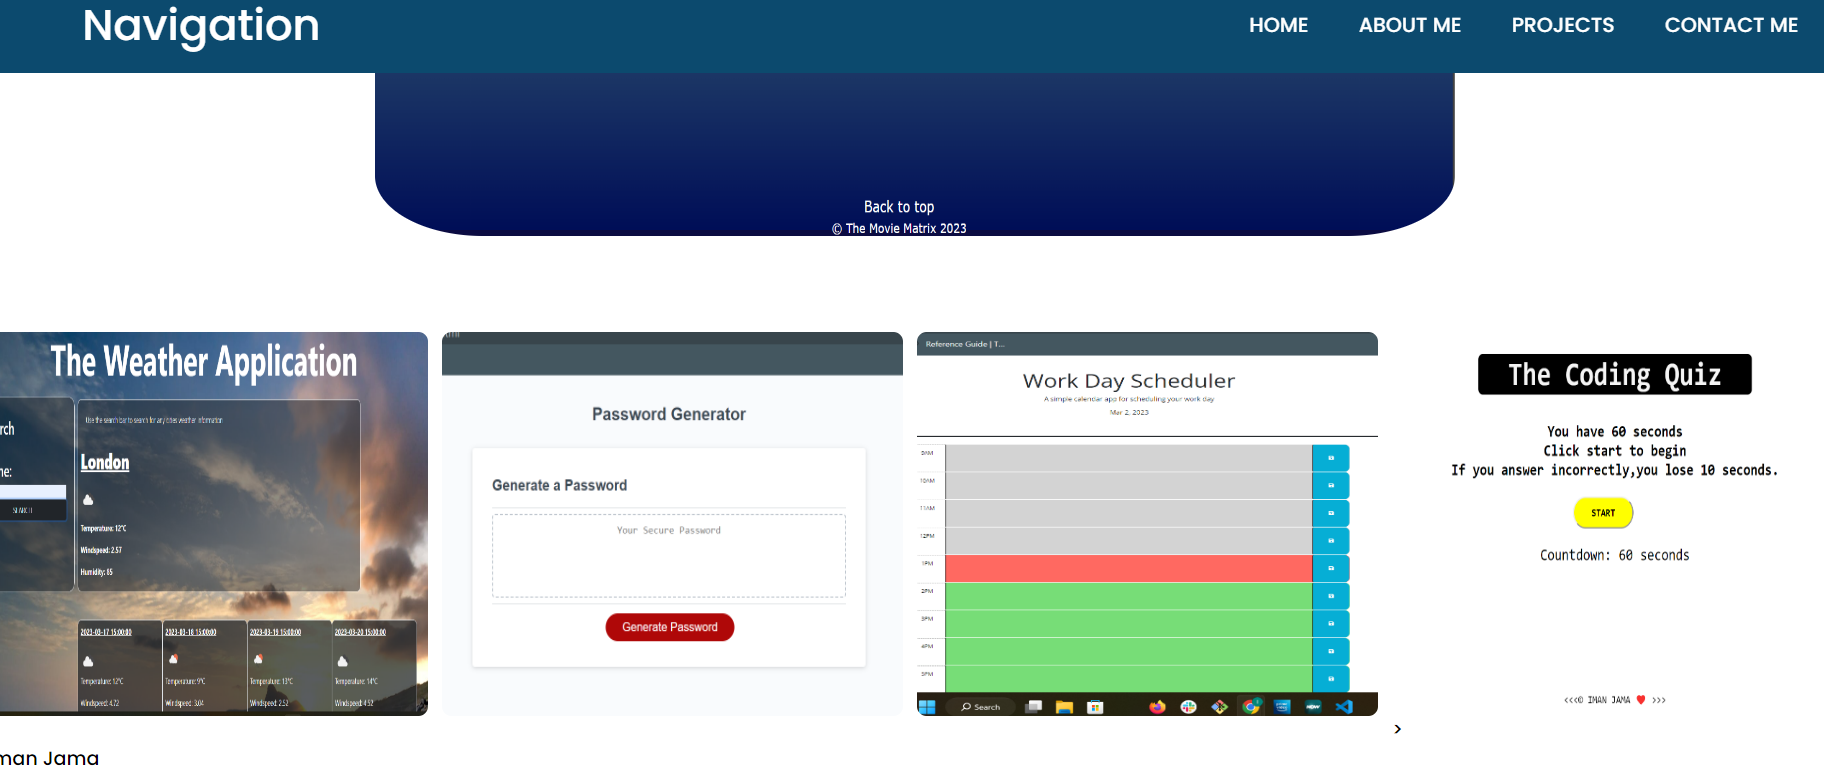 Navigation
HOME ABOUT ME PROJECTS CONTACT ME
Back to top
© The Movie Matrix 2023
The Weather Application
Use the search bar to search for any cities weather information
rch
London
me:
SEARCH
Temperature: 12°C
Windspeed: 2.57
Humidity: 85
2023-03-17 15:00:00 2023-03-18 15:00:00 2023-03-19 15:00:00 2023-03-20 15:00:00
Temperature: 12°C Temperature: 9°C Temperature: 13°C Temperature: 14°C
Windspeed: 4.72 Windspeed: 3.04 Windspeed: 2.52 Windspeed: 4.52
Password Generator
Generate a Password
Your Secure Password
Generate Password
Reference Guide | T...
Work Day Scheduler
A simple calendar app for scheduling your work day
Mar 2, 2023
9AM
10AM
11AM
12PM
1PM
2PM
3PM
4PM
5PM
Search
The Coding Quiz
You have 60 seconds
Click start to begin
If you answer incorrectly,you lose 10 seconds.
START
Countdown: 60 seconds
<<<© IMAN JAMA ❤ >>>
>
man Jama